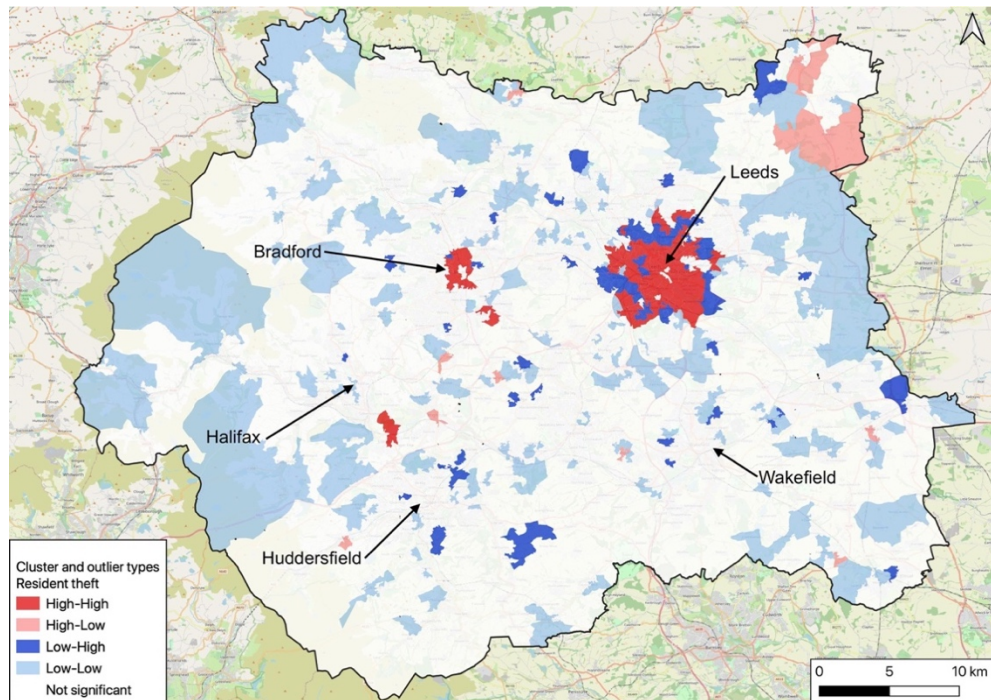 Leeds
Bradford
Halifax
Wakefield
Huddersfield
Cluster and outlier types
Resident theft
High-High
High-Low
Low-High
Low-Low
Not significant
0 5 10 km